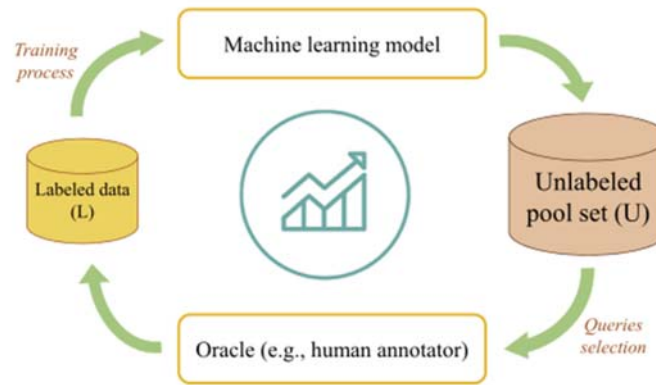 Training
process
Machine learning model
Labeled data
(L)
Unlabeled
pool set (U)
Oracle (e.g., human annotator)
Queries
selection